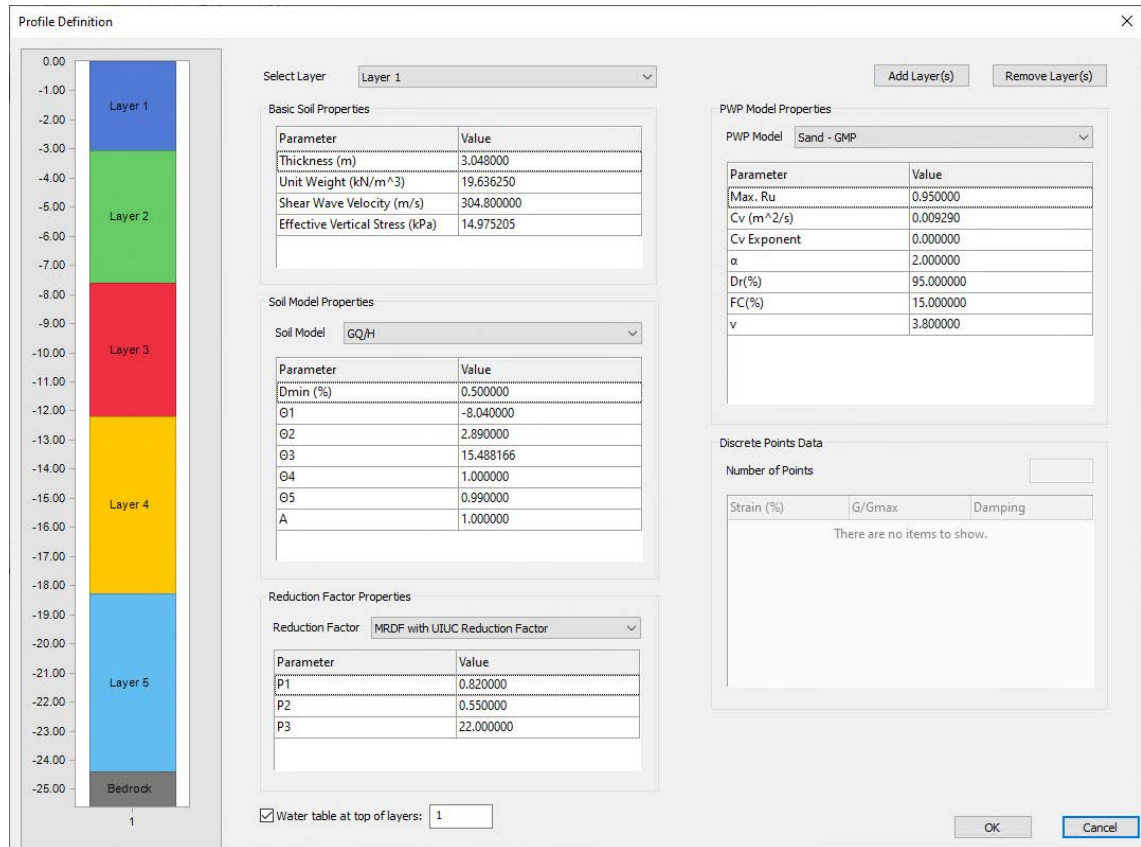 Profile Definition
0.00
-1.00
-2.00
-3.00
-4.00
-5.00
-6.00
-7.00
-8.00
-9.00
-10.00
-11.00
-12.00
-13.00
-14.00
-15.00
-16.00
-17.00
-18.00
-19.00
-20.00
-21.00
-22.00
-23.00
-24.00
-25.00
Layer 1
Layer 2
Layer 3
Layer 4
Layer 5
Bedrock
1
Select Layer Layer 1
Basic Soil Properties
Parameter Value
Thickness (m) 3.048000
Unit Weight (kN/m^3) 19.636250
Shear Wave Velocity (m/s) 304.800000
Effective Vertical Stress (kPa) 14.975205
Soil Model Properties
Soil Model GQ/H
Parameter Value
Dmin (%) 0.500000
Θ1 -8.040000
Θ2 2.890000
Θ3 15.488166
Θ4 1.000000
Θ5 0.990000
A 1.000000
Reduction Factor Properties
Reduction Factor MRDF with UIUC Reduction Factor
Parameter Value
P1 0.820000
P2 0.550000
P3 22.000000
Water table at top of layers: 1
Add Layer(s) Remove Layer(s)
PWP Model Properties
PWP Model Sand - GMP
Parameter Value
Max. Ru 0.950000
Cv (m^2/s) 0.009290
Cv Exponent 0.000000
α 2.000000
Dr(%) 95.000000
FC(%) 15.000000
v 3.800000
Discrete Points Data
Number of Points
Strain (%) G/Gmax Damping
There are no items to show.
OK Cancel